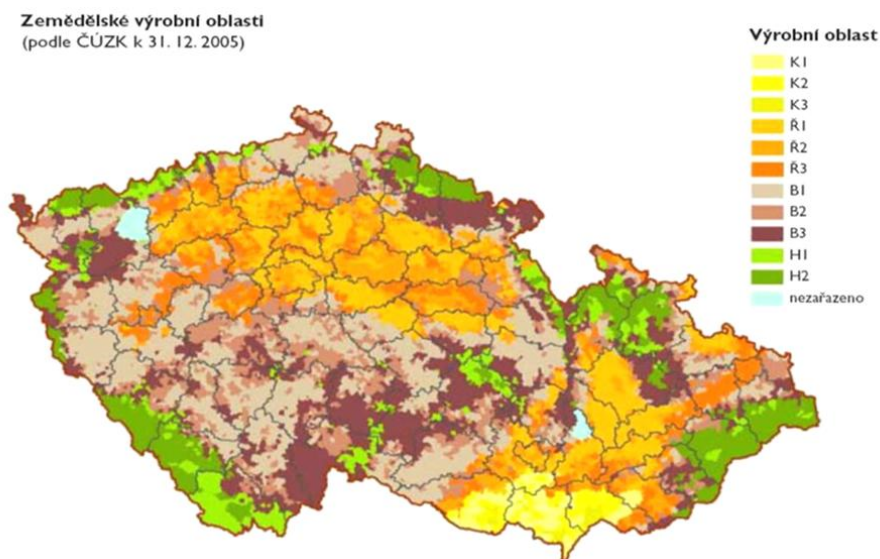 Zemědělské výrobní oblasti
(podle ČÚZK k 31. 12. 2005)
Výrobní oblast
K1
K2
K3
Ř1
Ř2
Ř3
B1
B2
B3
H1
H2
nezařazeno